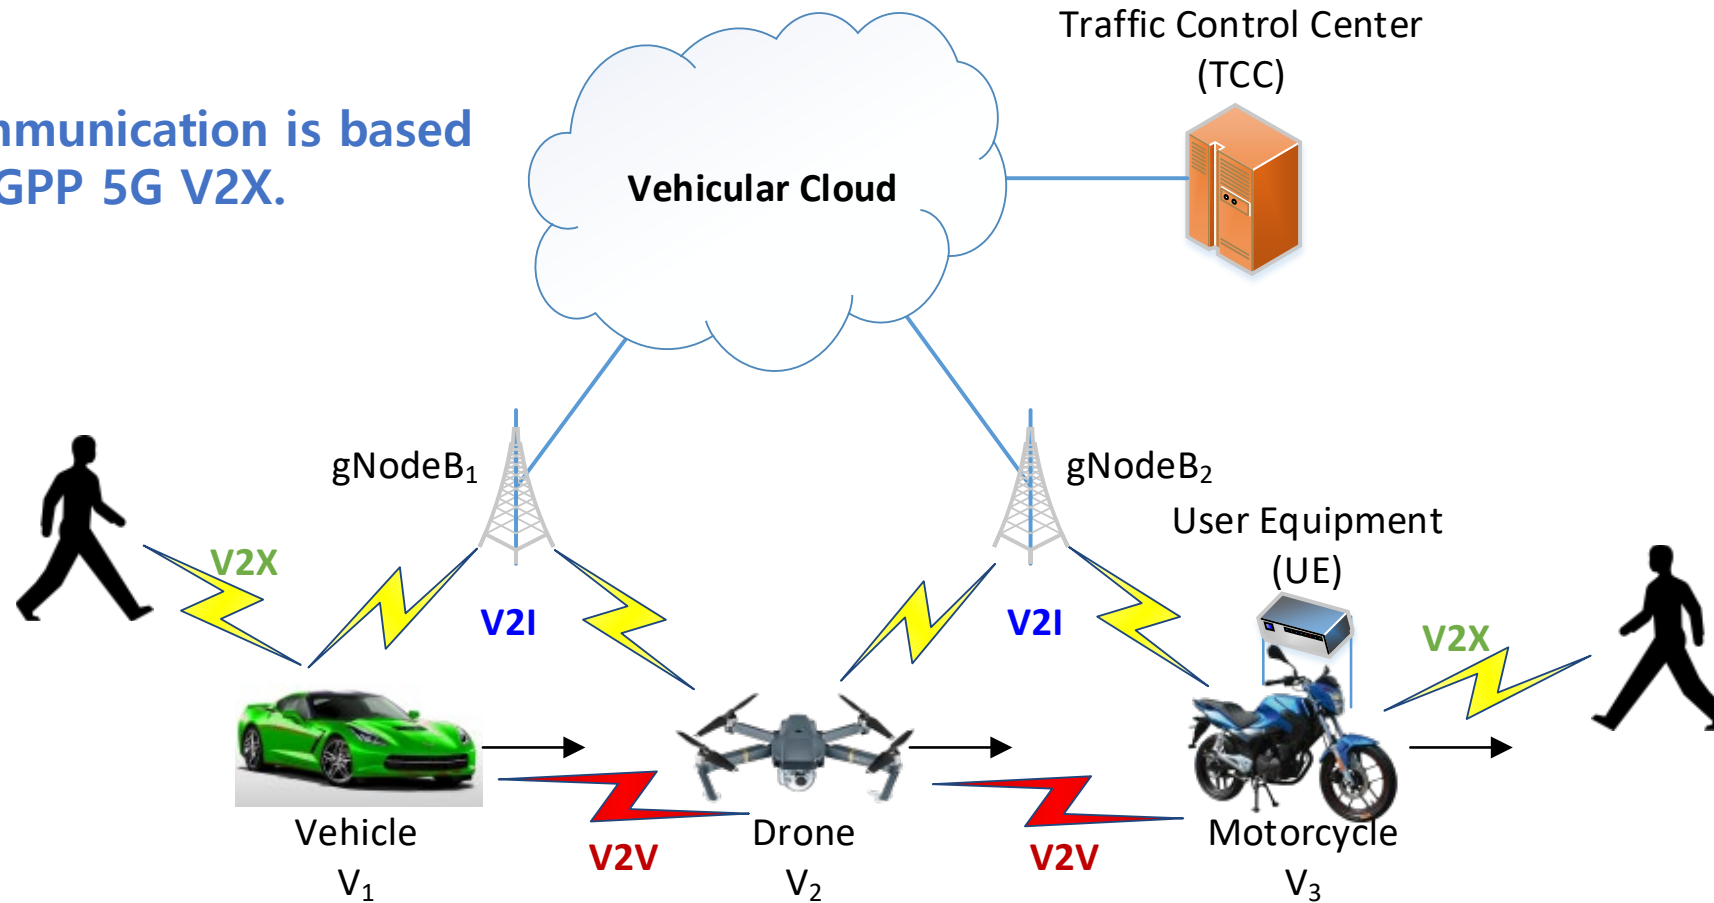 Traffic Control Center
(TCC)
mmunication is based
GPP 5G V2X.
Vehicular Cloud
gNodeB₁
gNodeB₂
User Equipment
(UE)
V2X
V2I
V2I
V2X
Vehicle
V₁
V2V
Drone
V₂
V2V
Motorcycle
V₃